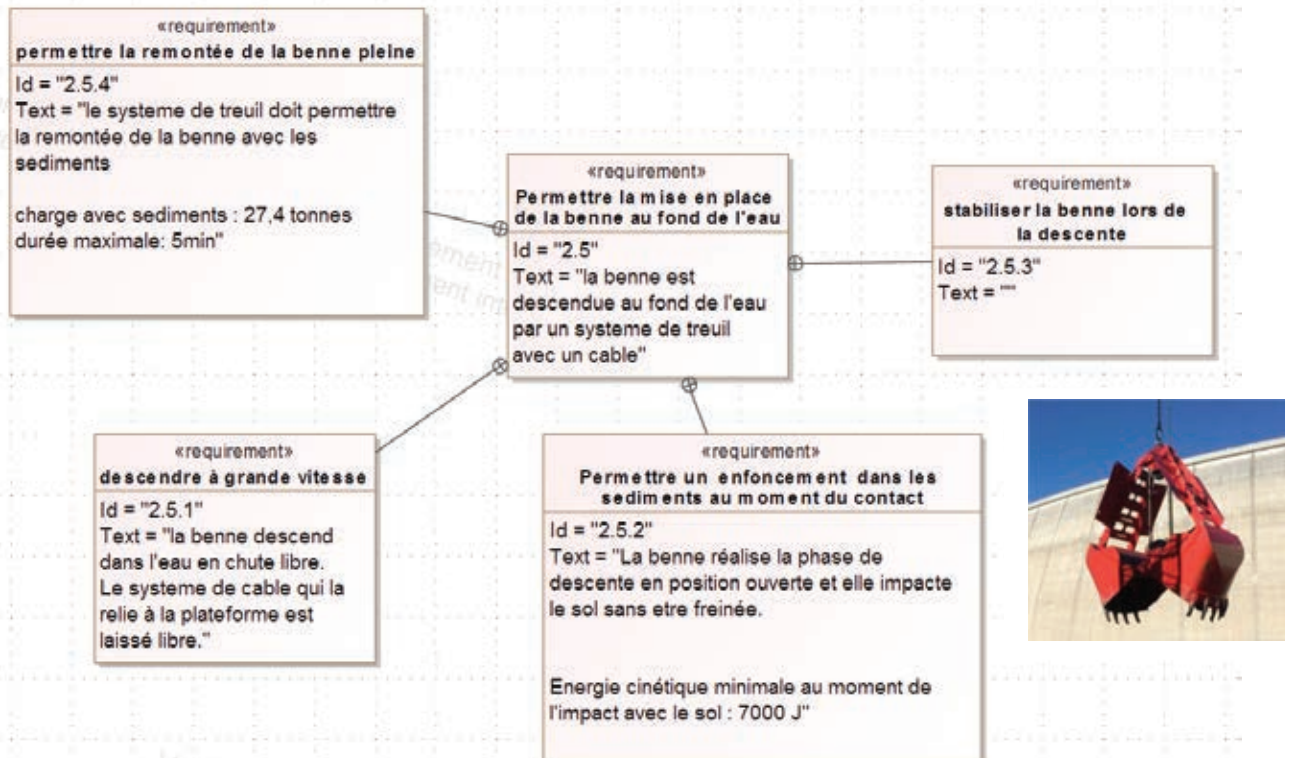 «requirement»
permettre la remontée de la benne pleine
Id = "2.5.4"
Text = "le systeme de treuil doit permettre
la remontée de la benne avec les
sediments
charge avec sediments : 27,4 tonnes
durée maximale: 5min"
«requirement»
Permettre la mise en place
de la benne au fond de l'eau
Id = "2.5"
Text = "la benne est
descendue au fond de l'eau
par un systeme de treuil
avec un cable"
«requirement»
stabiliser la benne lors de
la descente
Id = "2.5.3"
Text = ""
«requirement»
descendre à grande vitesse
Id = "2.5.1"
Text = "la benne descend
dans l'eau en chute libre.
Le systeme de cable qui la
relie à la plateforme est
laissé libre."
«requirement»
Permettre un enfoncement dans les
sediments au moment du contact
Id = "2.5.2"
Text = "La benne réalise la phase de
descente en position ouverte et elle impacte
le sol sans etre freinée.
Energie cinétique minimale au moment de
l'impact avec le sol : 7000 J"